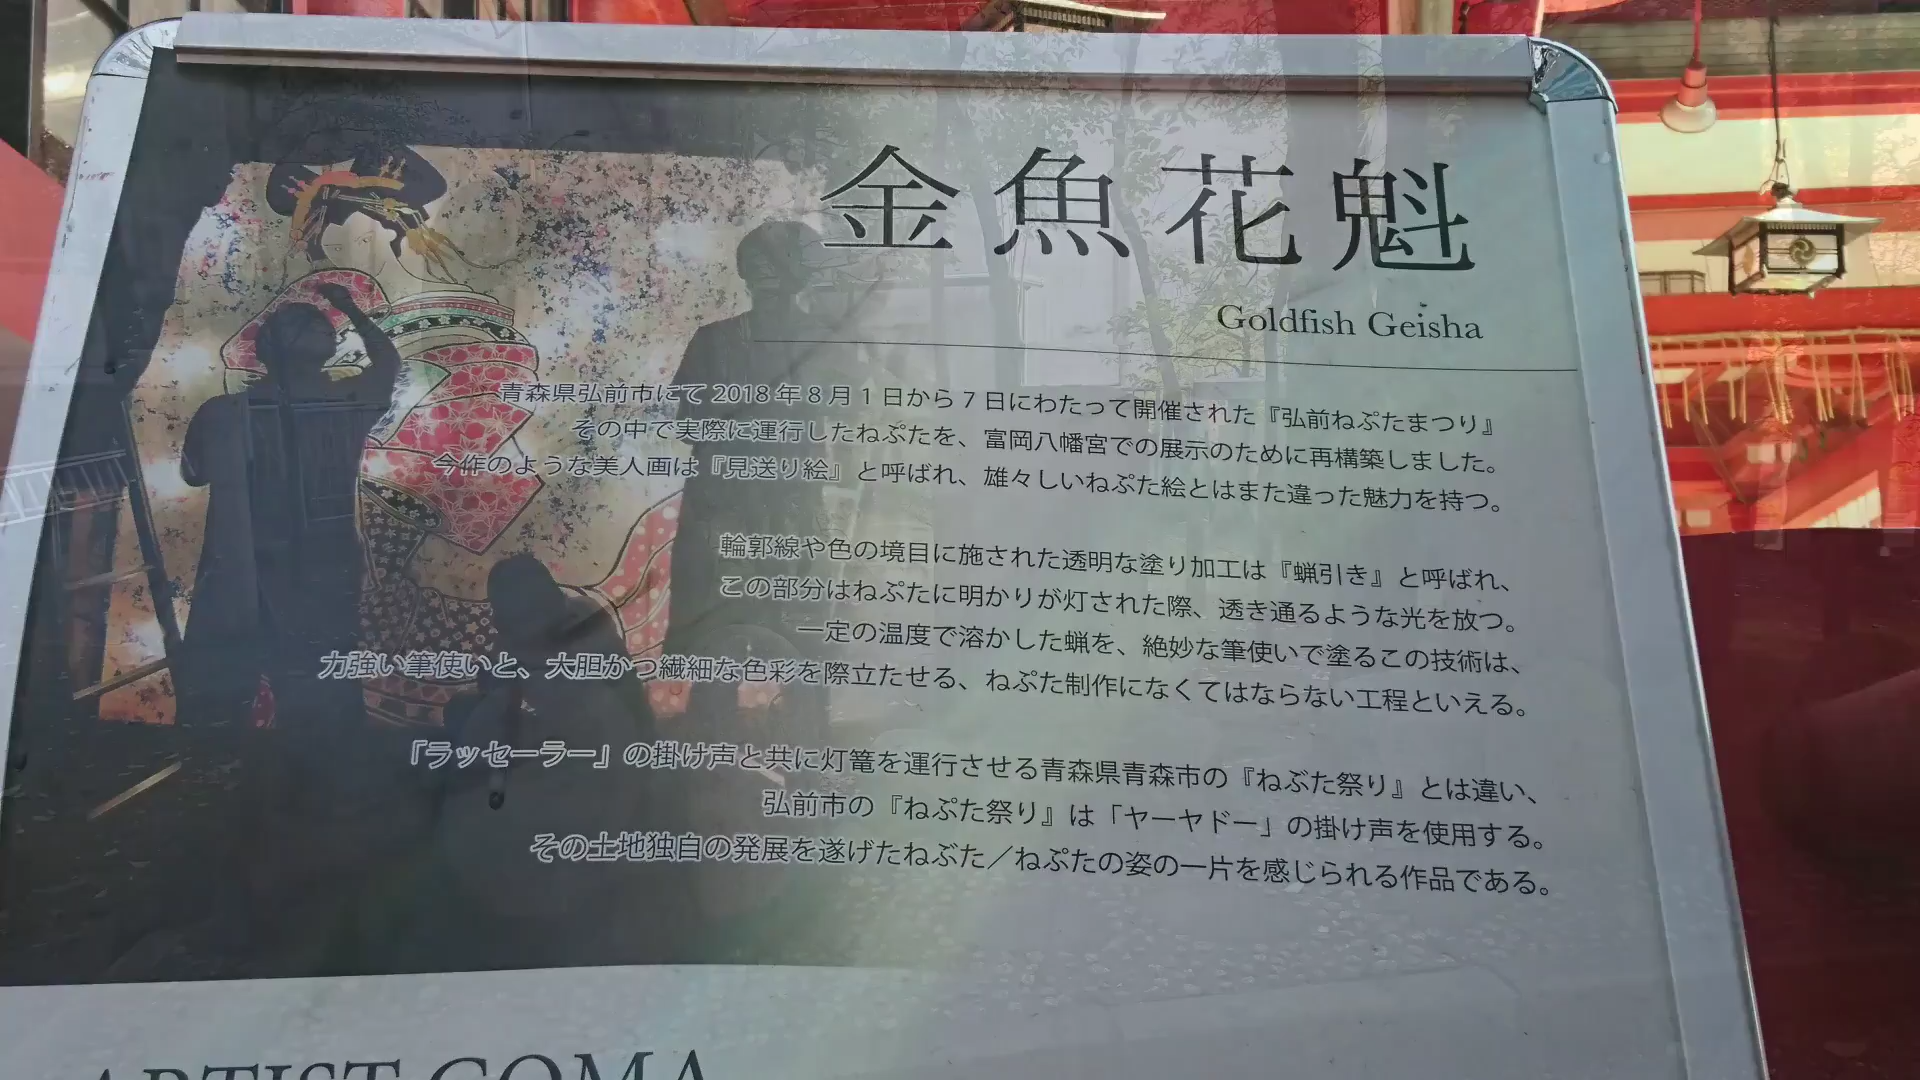 金魚花魁
Goldfish Geisha
青森県弘前市にて 2018 年 8 月 1 日から 7 日にわたって開催された『弘前ねぷたまつり』
その中で実際に運行したねぷたを、富岡八幡宮での展示のために再構築しました。
今作のような美人画は『見送り絵』と呼ばれ、雄々しいねぷた絵とはまた違った魅力を持つ。
輪郭線や色の境目に施された透明な塗り加工は『蝋引き』と呼ばれ、
この部分はねぷたに明かりが灯された際、透き通るような光を放つ。
一定の温度で溶かした蝋を、絶妙な筆使いで塗るこの技術は、
力強い筆使いと、大胆かつ繊細な色彩を際立たせる、ねぷた制作になくてはならない工程といえる。
「ラッセーラー」の掛け声と共に灯篭を運行させる青森県青森市の『ねぶた祭り』とは違い、
弘前市の『ねぷた祭り』は「ヤーヤドー」の掛け声を使用する。
その土地独自の発展を遂げたねぶた／ねぷたの姿の一片を感じられる作品である。
ARTIST GOMA